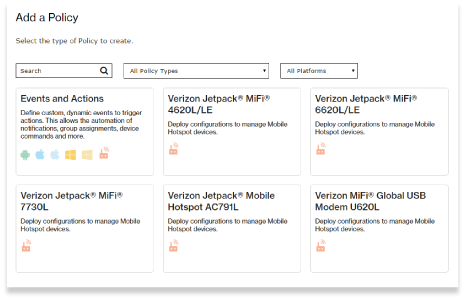 Add a Policy
Select the type of Policy to create.
Search
All Policy Types
All Platforms
Events and Actions
Define custom, dynamic events to trigger
actions. This allows the automation of
notifications, group assignments, device
commands and more.
Verizon Jetpack® MiFi®
4620L/LE
Deploy configurations to manage Mobile
Hotspot devices.
Verizon Jetpack® MiFi®
6620L/LE
Deploy configurations to manage Mobile
Hotspot devices.
Verizon Jetpack® MiFi®
7730L
Deploy configurations to manage Mobile
Hotspot devices.
Verizon Jetpack® Mobile
Hotspot AC791L
Deploy configurations to manage Mobile
Hotspot devices.
Verizon MiFi® Global USB
Modem U620L
Deploy configurations to manage Mobile
Hotspot devices.